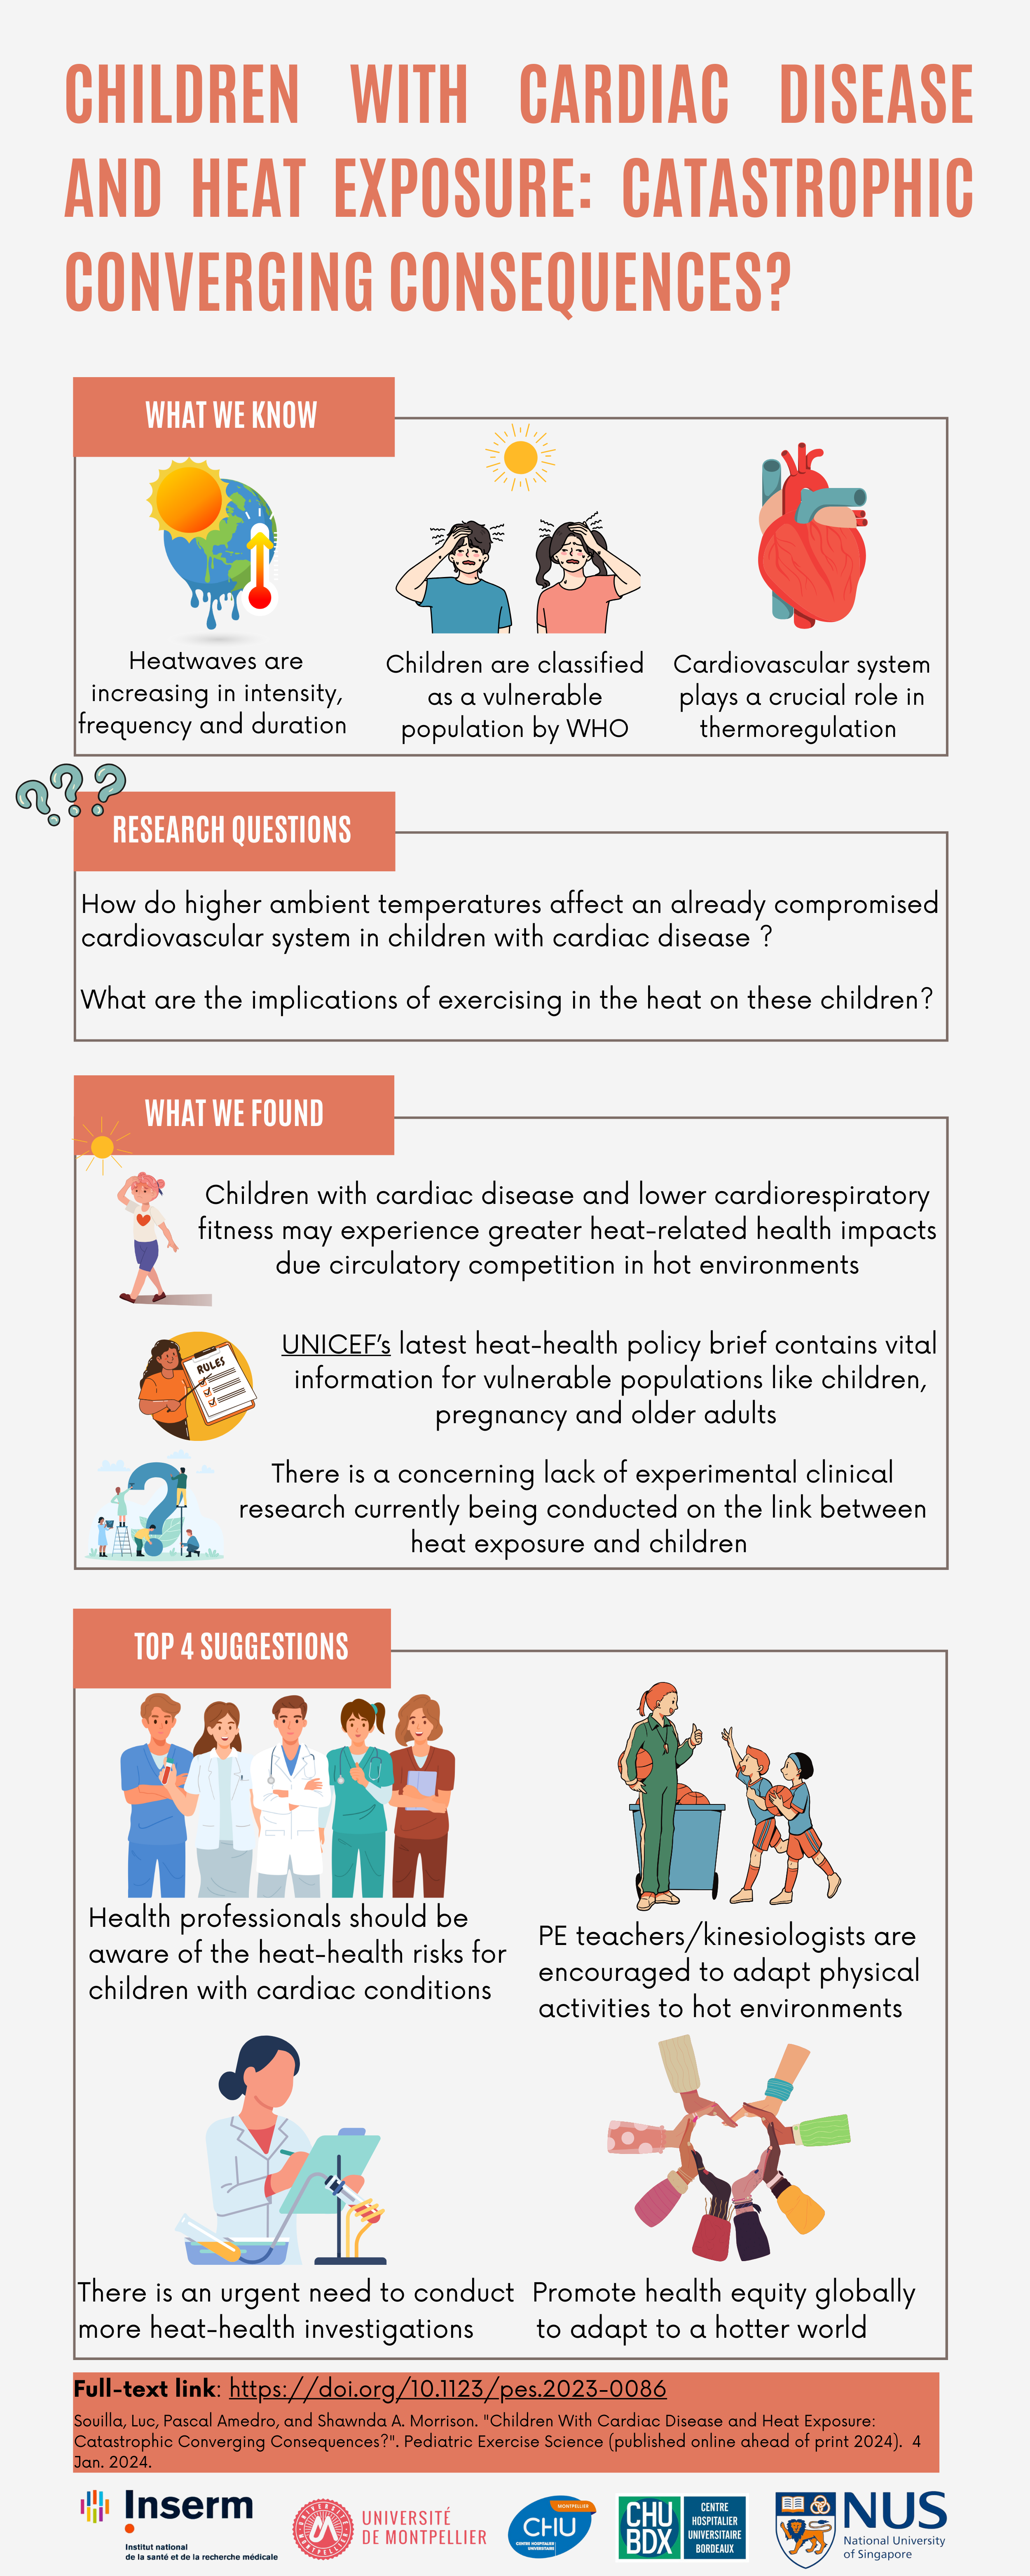 CHILDREN WITH CARDIAC DISEASE
AND HEAT EXPOSURE: CATASTROPHIC
CONVERGING CONSEQUENCES?
WHAT WE KNOW
Heatwaves are
increasing in intensity,
frequency and duration
Children are classified
as a vulnerable
population by WHO
Cardiovascular system
plays a crucial role in
thermoregulation
???
RESEARCH QUESTIONS
How do higher ambient temperatures affect an already compromised
cardiovascular system in children with cardiac disease ?
What are the implications of exercising in the heat on these children?
WHAT WE FOUND
Children with cardiac disease and lower cardiorespiratory
fitness may experience greater heat-related health impacts
due circulatory competition in hot environments
RULES
UNICEF's latest heat-health policy brief contains vital
information for vulnerable populations like children,
pregnancy and older adults
?
There is a concerning lack of experimental clinical
research currently being conducted on the link between
heat exposure and children
TOP 4 SUGGESTIONS
Health professionals should be
aware of the heat-health risks for
children with cardiac conditions
PE teachers/kinesiologists are
encouraged to adapt physical
activities to hot environments
There is an urgent need to conduct
more heat-health investigations
Promote health equity globally
to adapt to a hotter world
Full-text link: https://doi.org/10.1123/pes.2023-0086
Souilla, Luc, Pascal Amedro, and Shawnda A. Morrison. "Children With Cardiac Disease and Heat Exposure:
Catastrophic Converging Consequences?". Pediatric Exercise Science (published online ahead of print 2024). 4
Jan. 2024.
Inserm
Institut national
de la santé et de la recherche médicale
UNIVERSITÉ
DE MONTPELLIER
MONTPELLIER
CHU
CENTRE HOSPITALIER
UNIVERSITAIRE
CHU
BDX
CENTRE
HOSPITALIER
UNIVERSITAIRE
BORDEAUX
NUS
National University
of Singapore